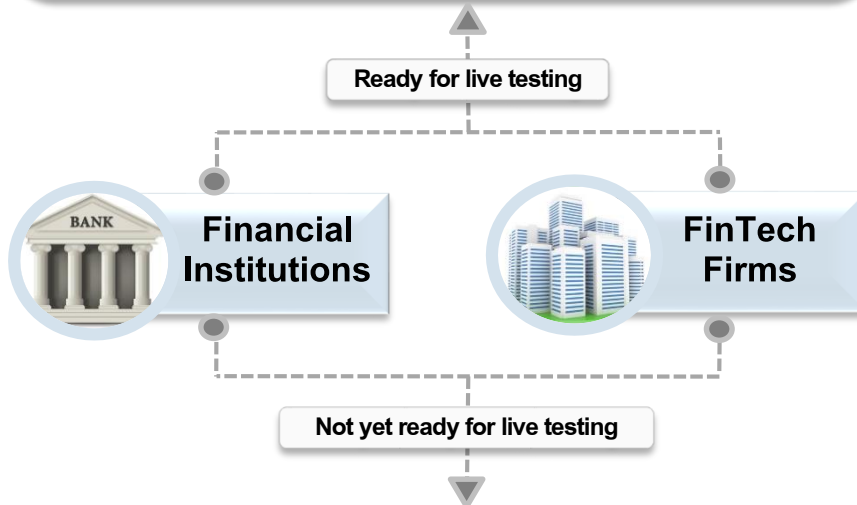 Ready for live testing
BANK
Financial
Institutions
FinTech
Firms
Not yet ready for live testing